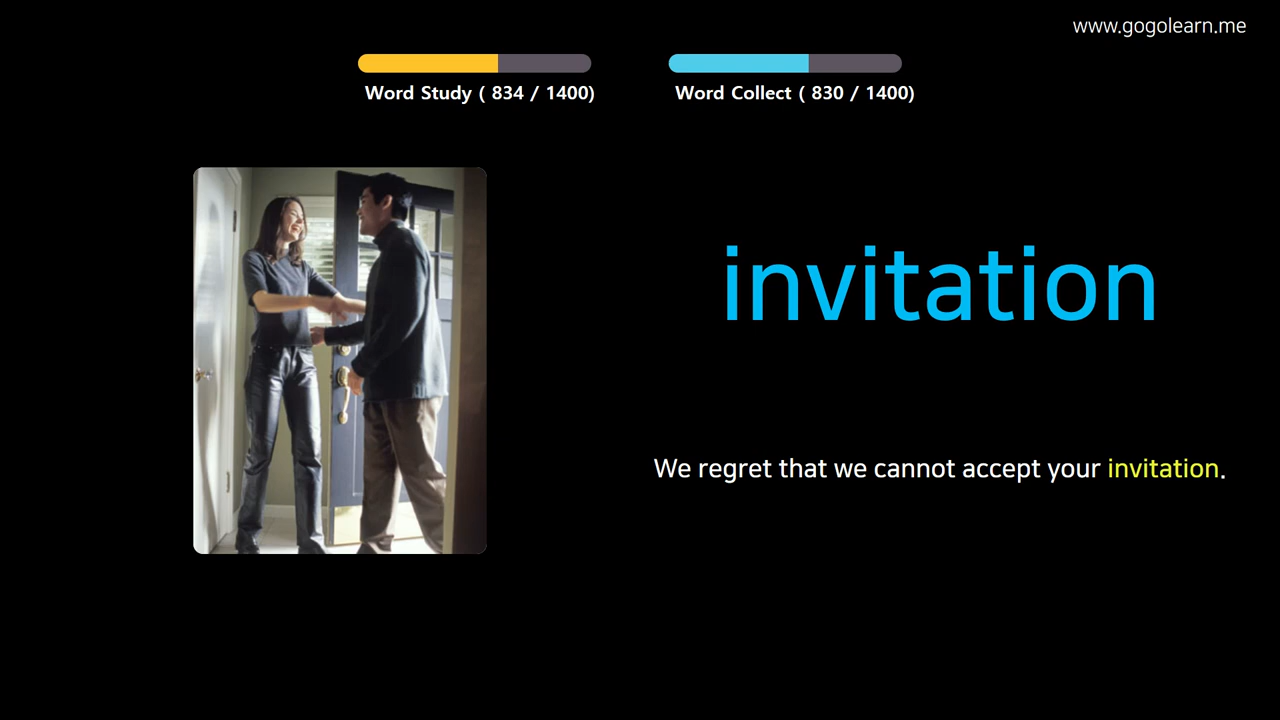 www.gogolearn.me
Word Study ( 834 / 1400)
Word Collect ( 830 / 1400)
invitation
We regret that we cannot accept your invitation.